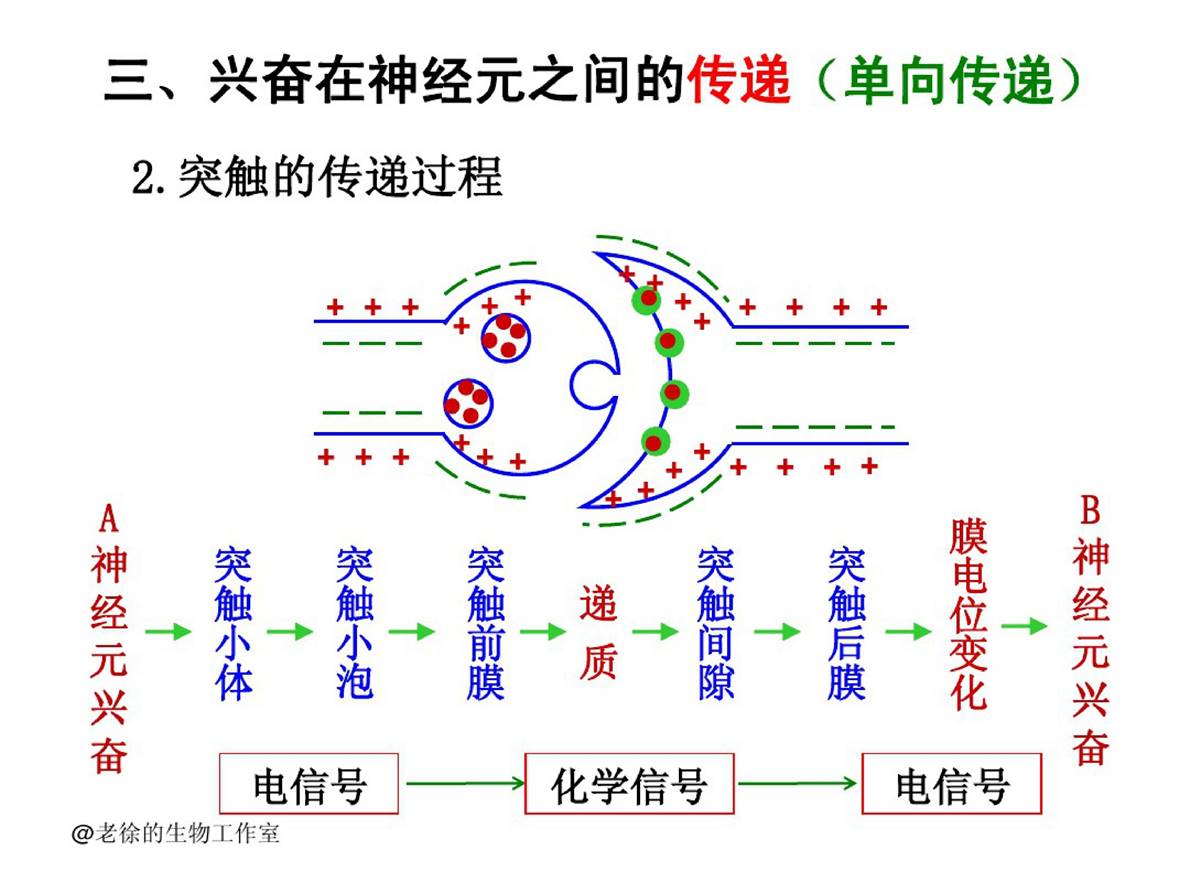 三、兴奋在神经元之间的传递（单向传递）
2.突触的传递过程
+ + + + + + + + + + + + +
+ + + + + + + + + + + + +
A神经元兴奋
突触小体
突触小泡
突触前膜
递质
突触间隙
突触后膜
膜电位变化
B神经元兴奋
电信号
化学信号
电信号
@老徐的生物工作室